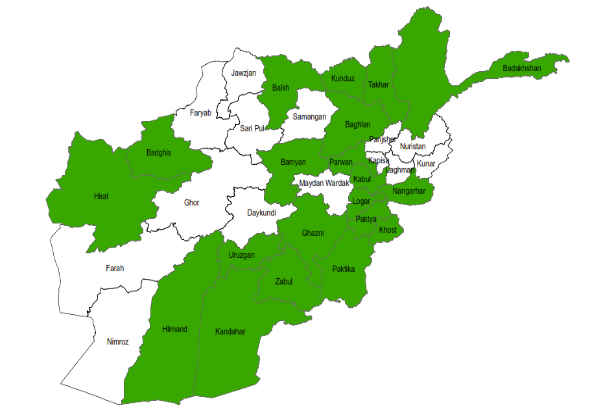 Badakhshan
Jawzjan
Kunduz
Takhar
Balkh
Faryab
Samangan
Baghlan
Sari Pul
Panjsher
Nuristan
Badghis
Bamyan
Parwan
Kapisa
Kunar
Laghman
Hirat
Maydan Wardak
Kabul
Nangarhar
Ghor
Logar
Daykundi
Paktya
Ghazni
Khost
Uruzgan
Farah
Paktika
Zabul
Hilmand
Kandahar
Nimroz